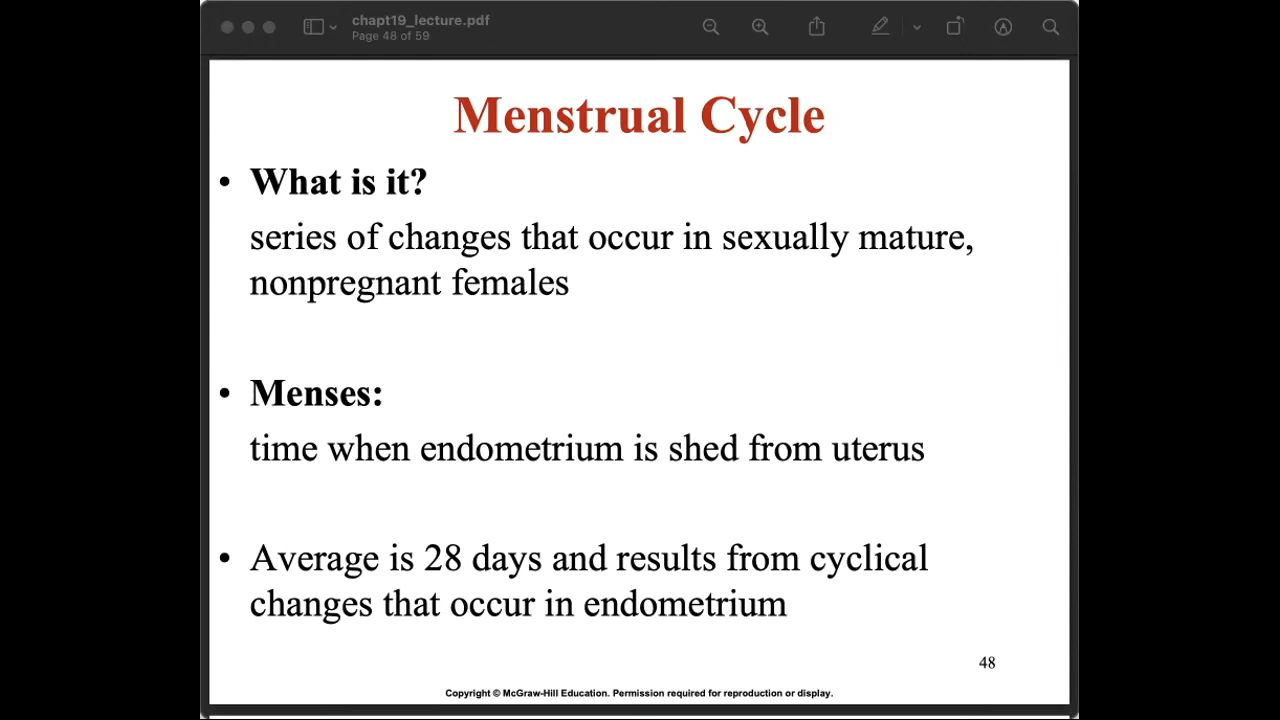 chapt19_lecture.pdf
Page 48 of 59
Menstrual Cycle
• What is it?
series of changes that occur in sexually mature,
nonpregnant females
• Menses:
time when endometrium is shed from uterus
• Average is 28 days and results from cyclical
changes that occur in endometrium
48
Copyright © McGraw-Hill Education. Permission required for reproduction or display.